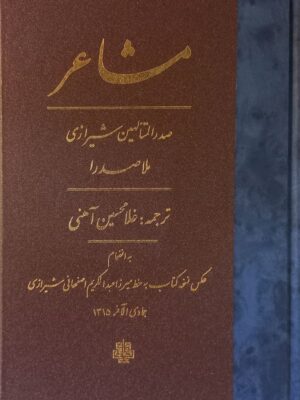 مشاعر
صدرالمتألهین شیرازی
ملاصدرا
ترجمه: غلامحسین آهنی
به انضمام
عکس نسخه کتاب به خط میرزا عبدالکریم اصفهانی شیرازی
جمادی الآخر ۱۳۱۵